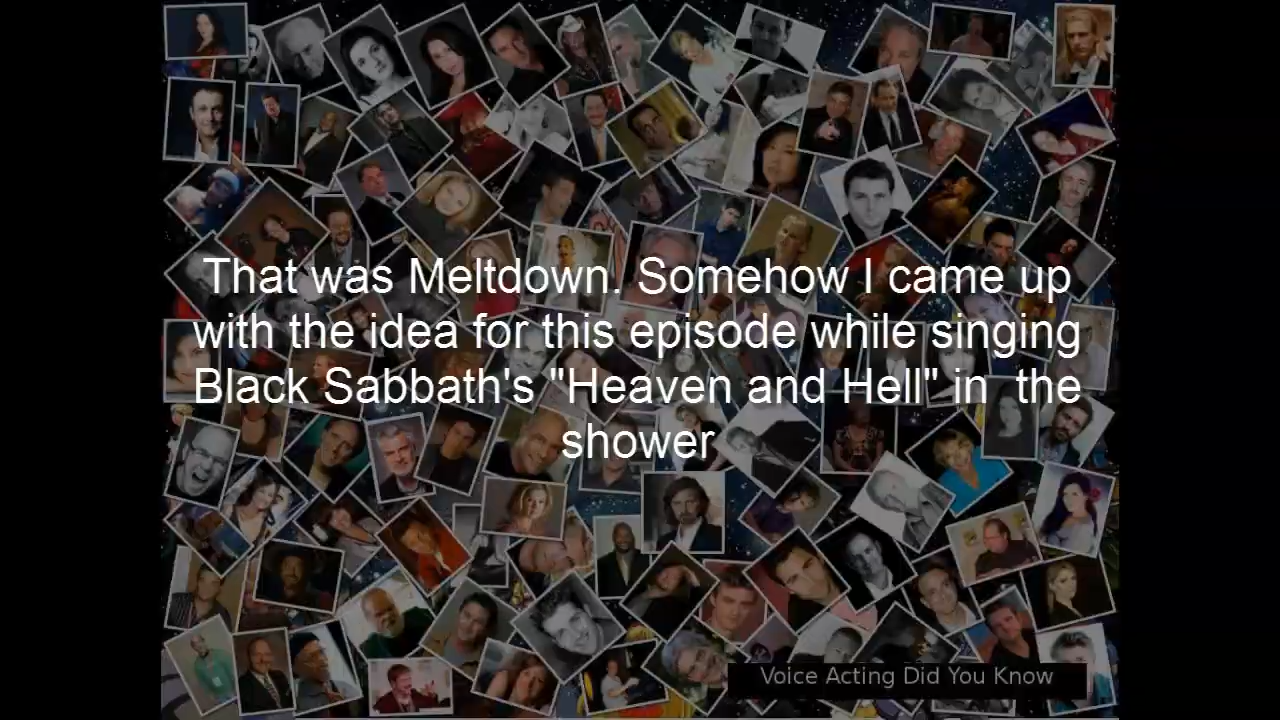 That was Meltdown. Somehow I came up
with the idea for this episode while singing
Black Sabbath's "Heaven and Hell" in  the
shower
Voice Acting Did You Know